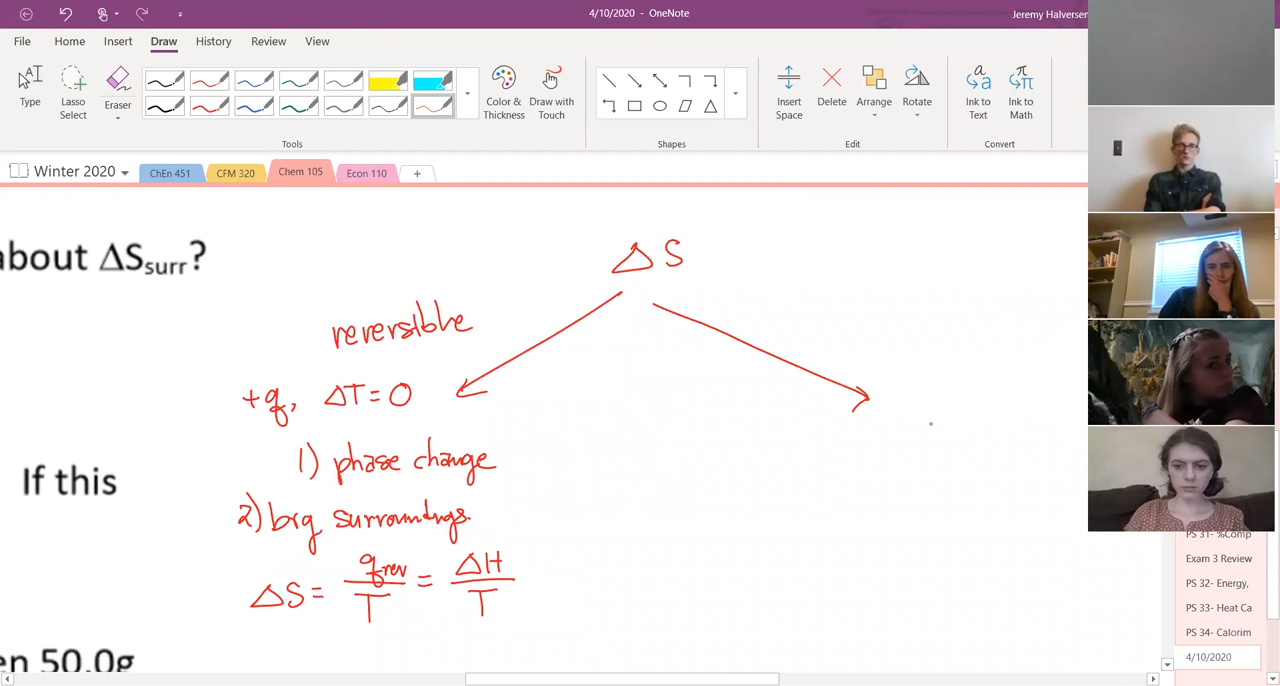 4/10/2020 - OneNote
Jeremy Halversen
File Home Insert Draw History Review View
Type
Lasso Select
Eraser
Color & Thickness
Draw with Touch
Insert Space
Delete
Arrange
Rotate
Ink to Text
Ink to Math
Tools
Shapes
Edit
Convert
Winter 2020
ChEn 451
CFM 320
Chem 105
Econ 110
+
about ΔSsurr?
ΔS
reversible
+q, ΔT=0
1) phase change
If this
2) big surroundings.
ΔS = qrev/T = ΔH/T
en 50.0g
PS 31- %Comp
Exam 3 Review
PS 32- Energy,
PS 33- Heat Ca
PS 34- Calorim
4/10/2020